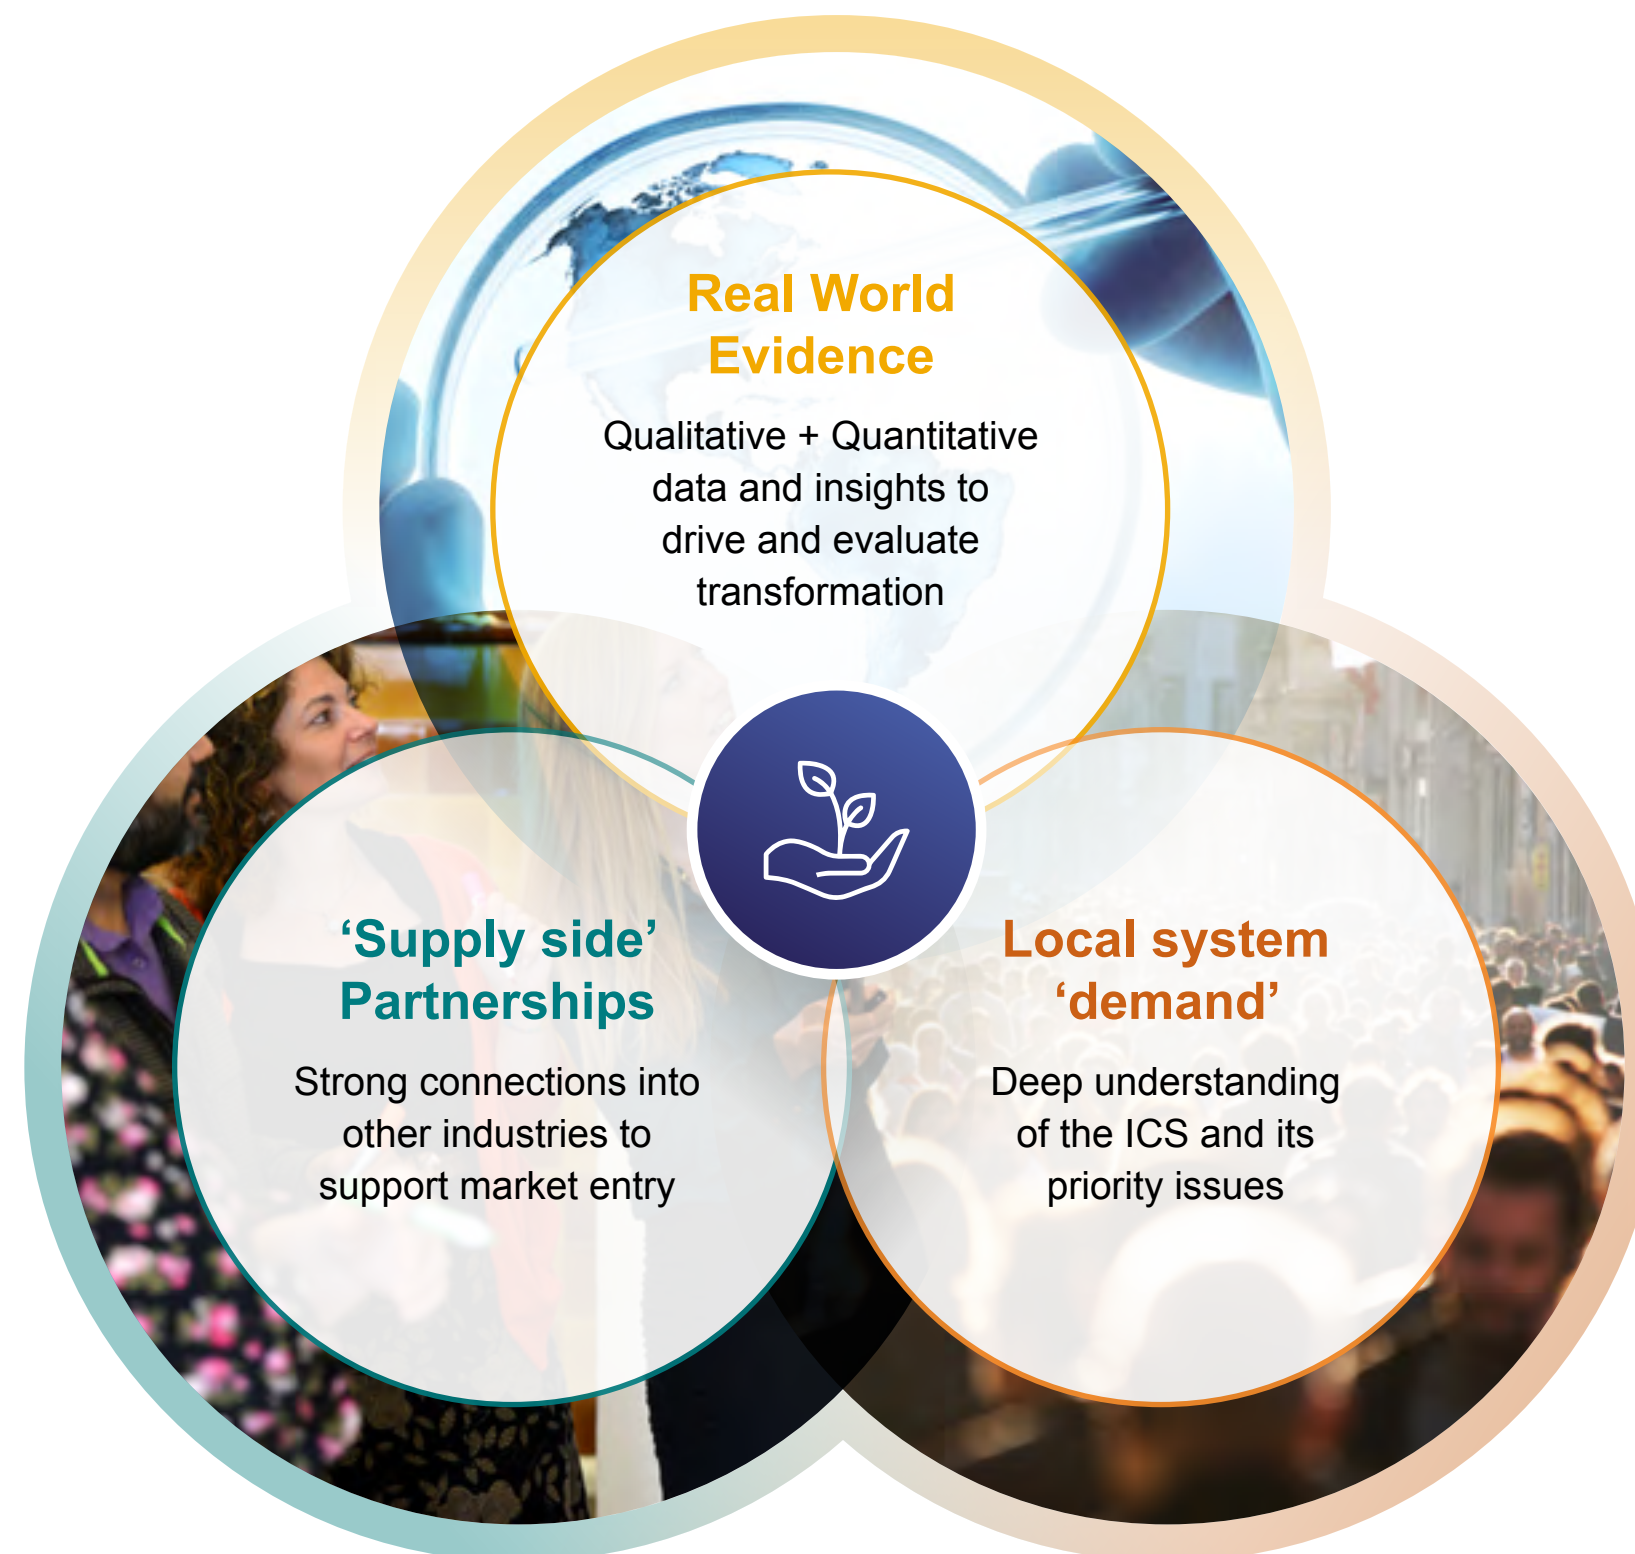 Real World
Evidence
Qualitative + Quantitative
data and insights to
drive and evaluate
transformation
‘Supply side’
Partnerships
Strong connections into
other industries to
support market entry
Local system
‘demand’
Deep understanding
of the ICS and its
priority issues